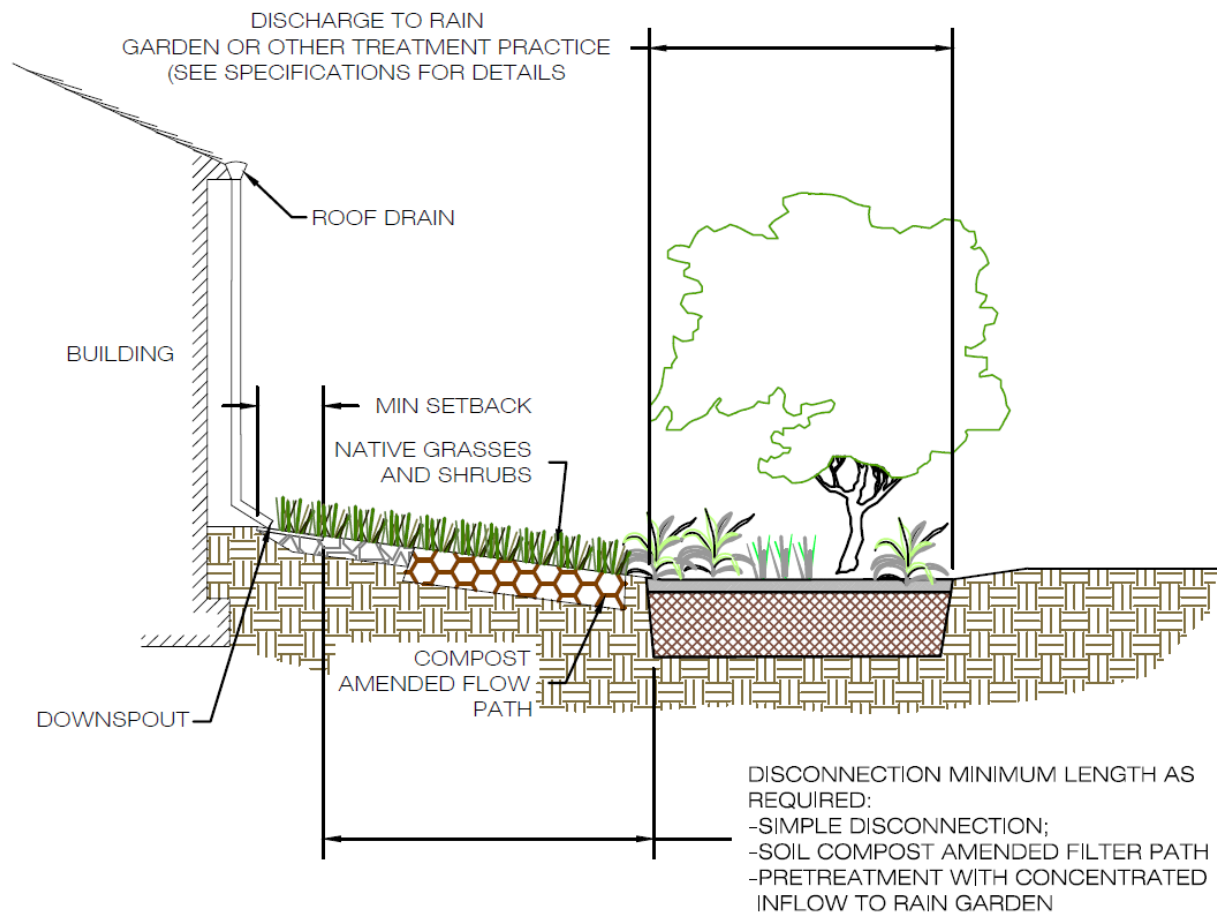 DISCHARGE TO RAIN
GARDEN OR OTHER TREATMENT PRACTICE
(SEE SPECIFICATIONS FOR DETAILS
ROOF DRAIN
BUILDING
MIN SETBACK
NATIVE GRASSES
AND SHRUBS
COMPOST
AMENDED FLOW
PATH
DOWNSPOUT
DISCONNECTION MINIMUM LENGTH AS
REQUIRED:
-SIMPLE DISCONNECTION;
-SOIL COMPOST AMENDED FILTER PATH
-PRETREATMENT WITH CONCENTRATED
INFLOW TO RAIN GARDEN